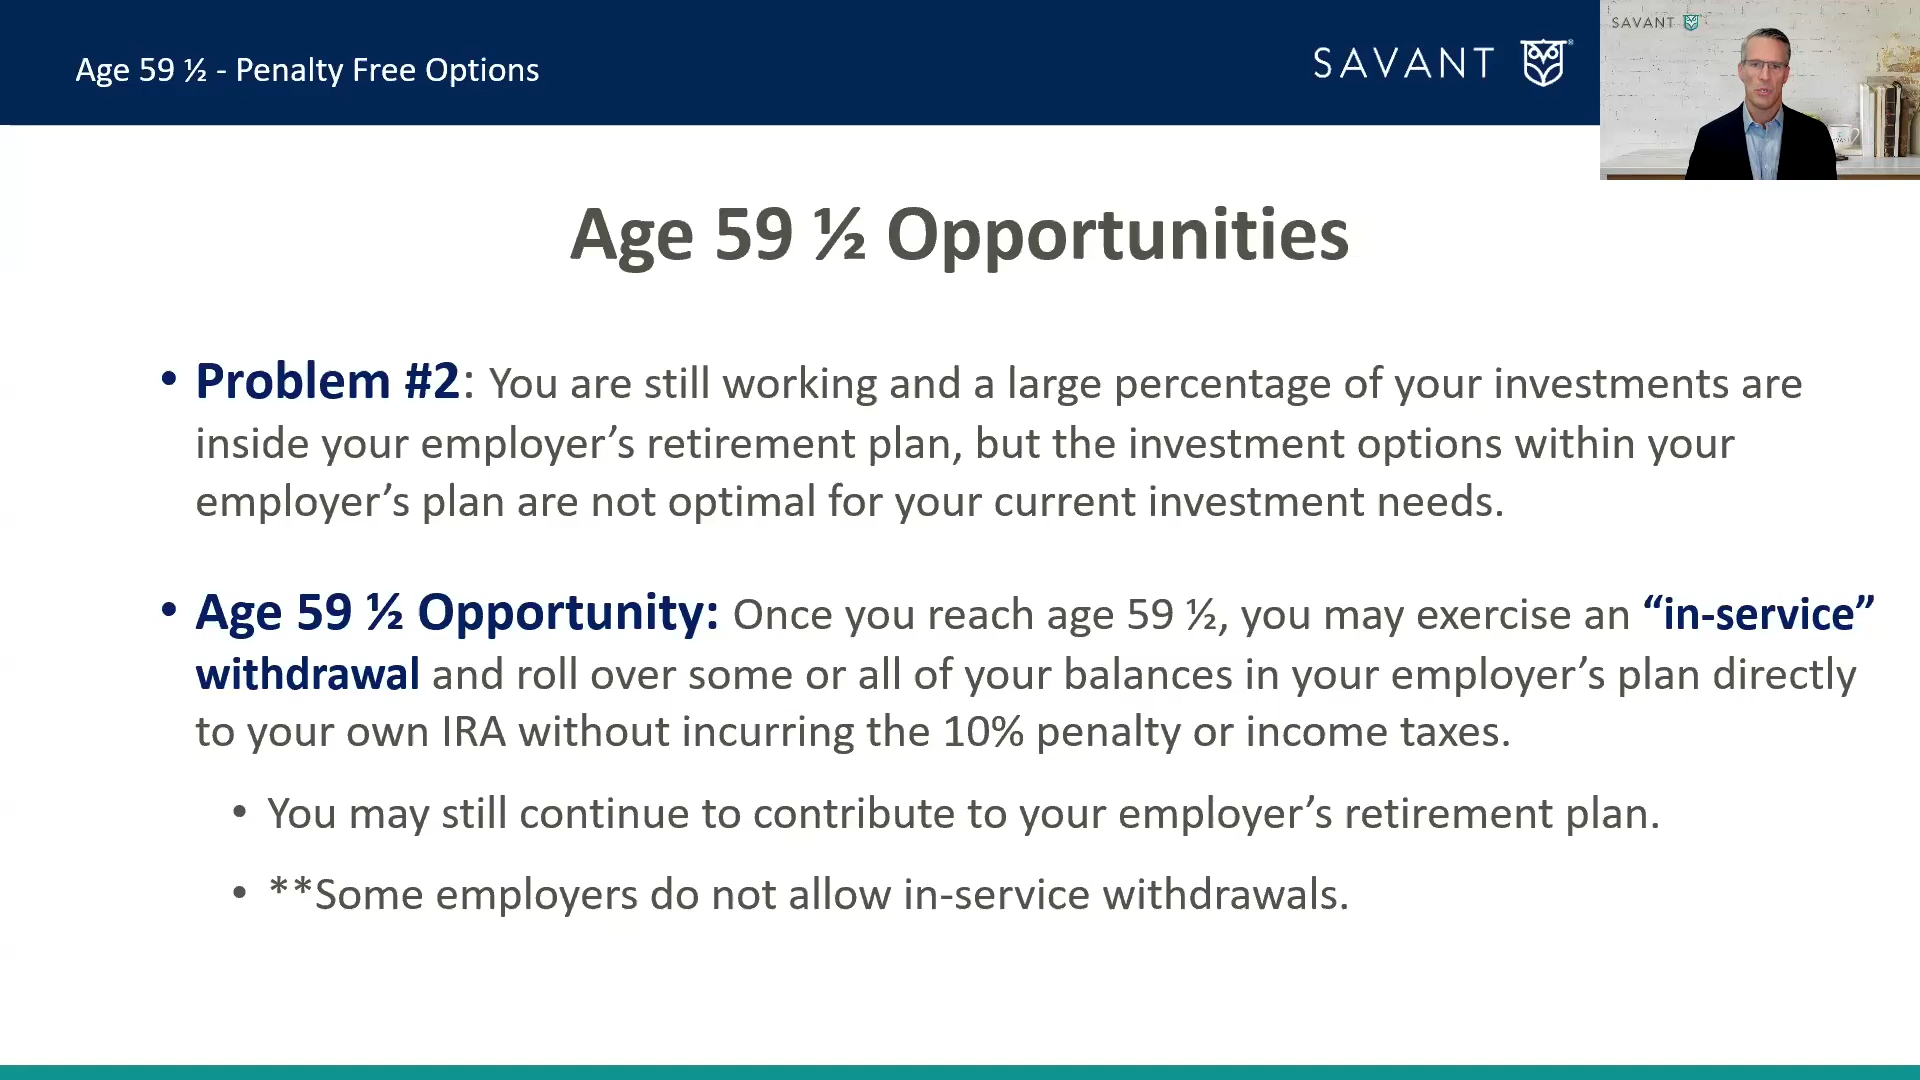 Age 59 ½ - Penalty Free Options
SAVANT
SAVANT
Age 59 ½ Opportunities
• Problem #2: You are still working and a large percentage of your investments are
inside your employer’s retirement plan, but the investment options within your
employer’s plan are not optimal for your current investment needs.
• Age 59 ½ Opportunity: Once you reach age 59 ½, you may exercise an “in-service”
withdrawal and roll over some or all of your balances in your employer’s plan directly
to your own IRA without incurring the 10% penalty or income taxes.
• You may still continue to contribute to your employer’s retirement plan.
• **Some employers do not allow in-service withdrawals.